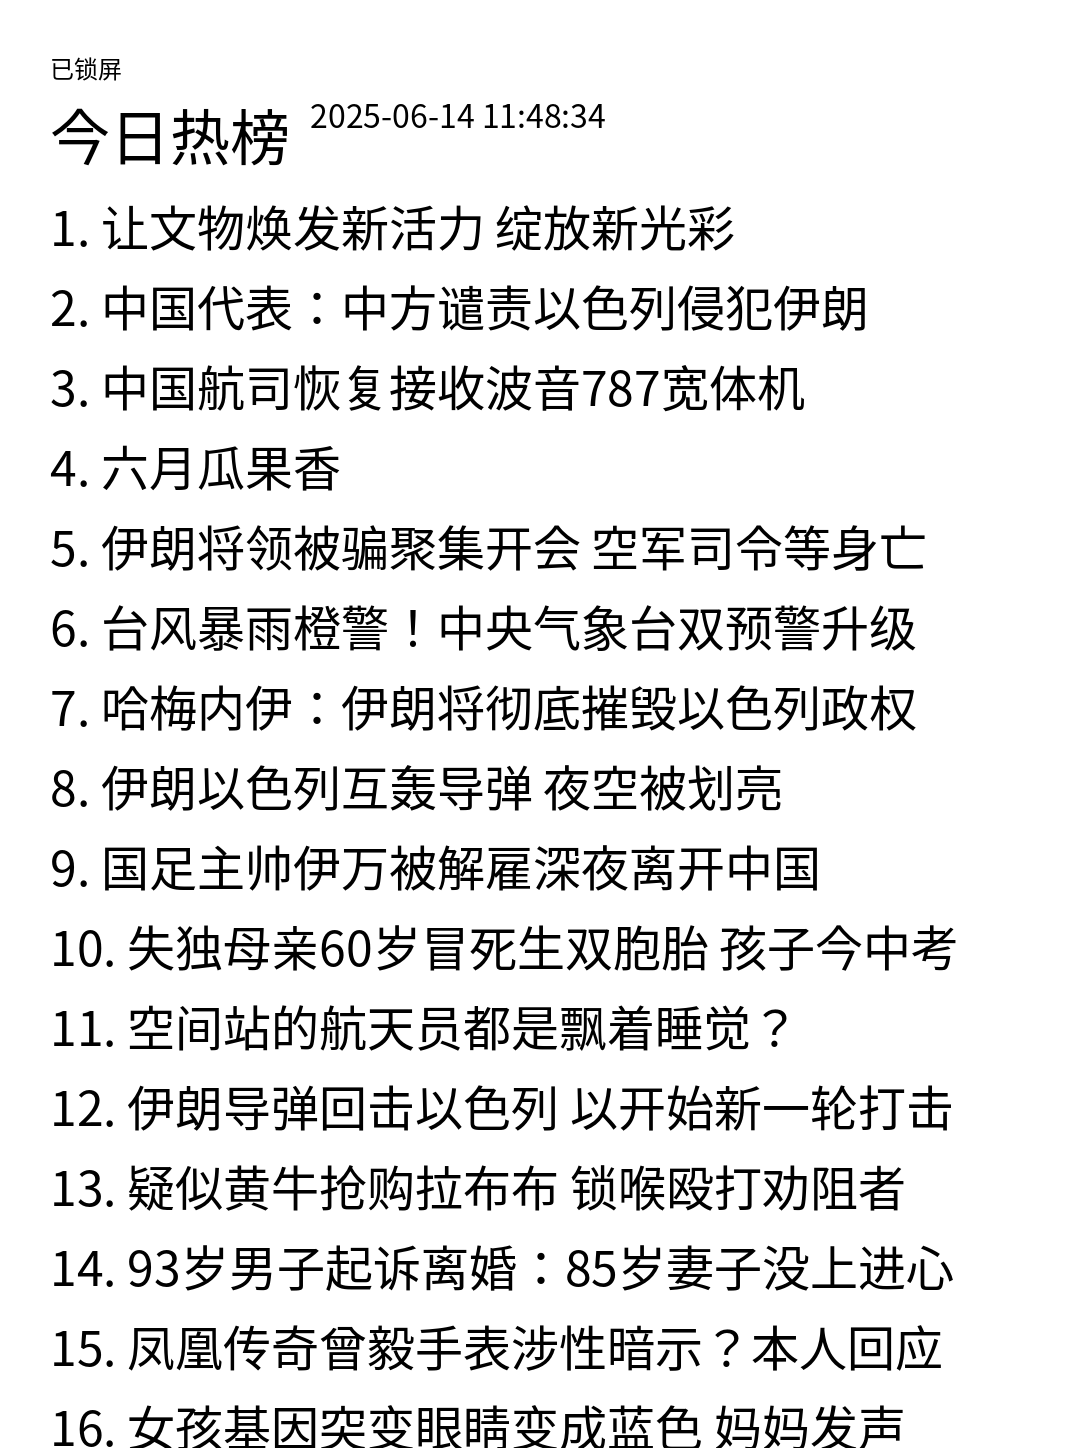 已锁屏
今日热榜 2025-06-14 11:48:34
1. 让文物焕发新活力 绽放新光彩
2. 中国代表：中方谴责以色列侵犯伊朗
3. 中国航司恢复接收波音787宽体机
4. 六月瓜果香
5. 伊朗将领被骗聚集开会 空军司令等身亡
6. 台风暴雨橙警！中央气象台双预警升级
7. 哈梅内伊：伊朗将彻底摧毁以色列政权
8. 伊朗以色列互轰导弹 夜空被划亮
9. 国足主帅伊万被解雇深夜离开中国
10. 失独母亲60岁冒死生双胞胎 孩子今中考
11. 空间站的航天员都是飘着睡觉？
12. 伊朗导弹回击以色列 以开始新一轮打击
13. 疑似黄牛抢购拉布布 锁喉殴打劝阻者
14. 93岁男子起诉离婚：85岁妻子没上进心
15. 凤凰传奇曾毅手表涉性暗示？本人回应
16. 女孩基因突变眼睛变成蓝色 妈妈发声